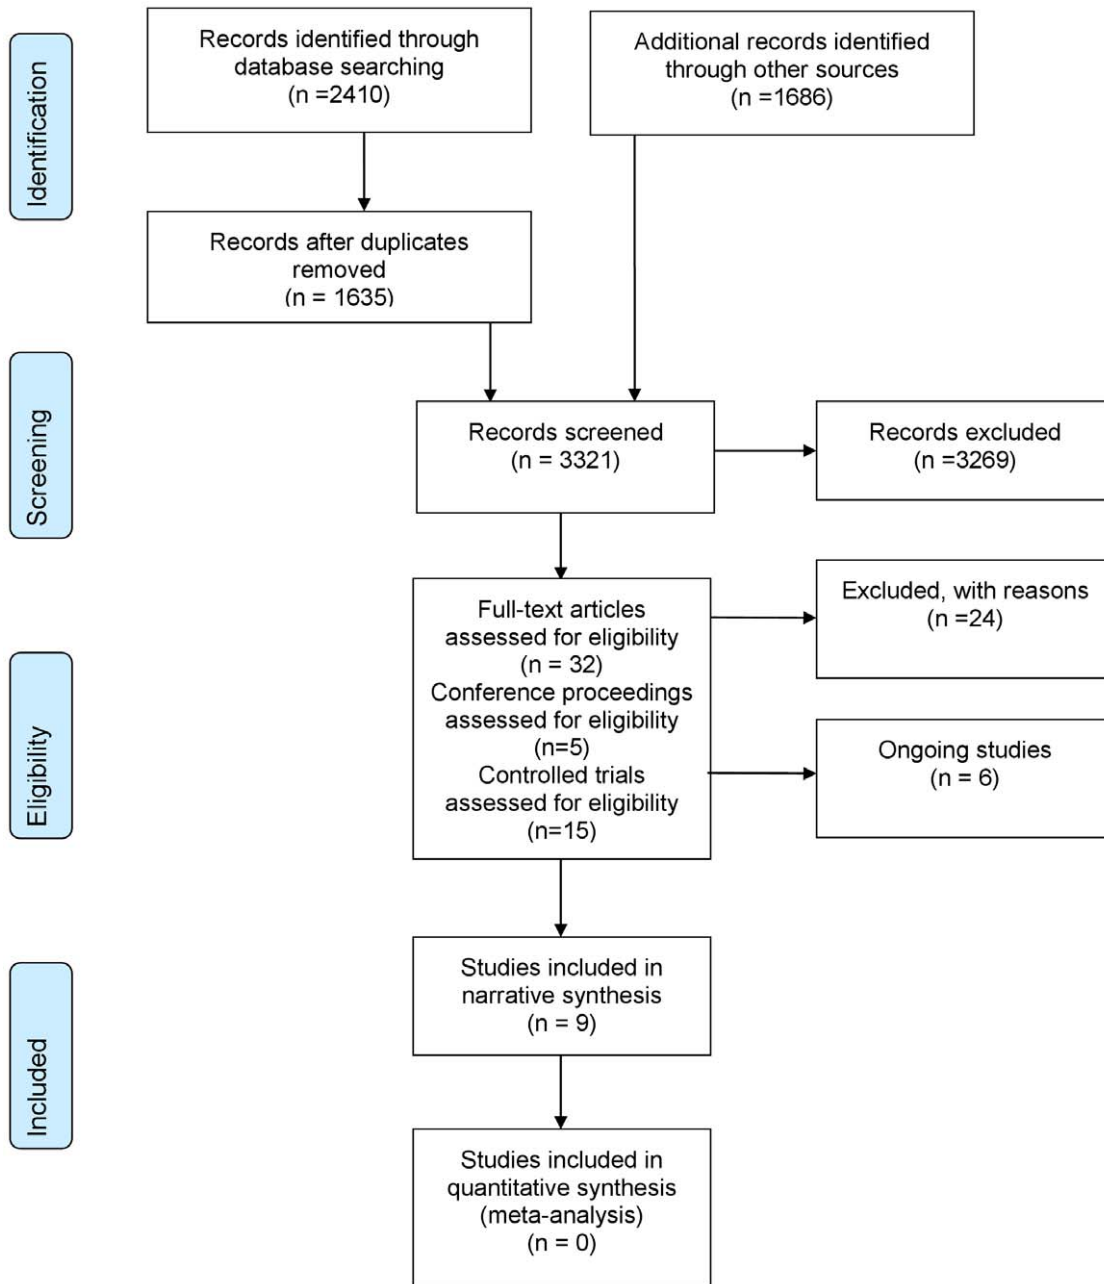 Identification
Records identified through
database searching
(n =2410)
Additional records identified
through other sources
(n =1686)
Records after duplicates
removed
(n = 1635)
Screening
Records screened
(n = 3321)
Records excluded
(n =3269)
Eligibility
Full-text articles
assessed for eligibility
(n = 32)
Conference proceedings
assessed for eligibility
(n=5)
Controlled trials
assessed for eligibility
(n=15)
Excluded, with reasons
(n =24)
Ongoing studies
(n = 6)
Included
Studies included in
narrative synthesis
(n = 9)
Studies included in
quantitative synthesis
(meta-analysis)
(n = 0)